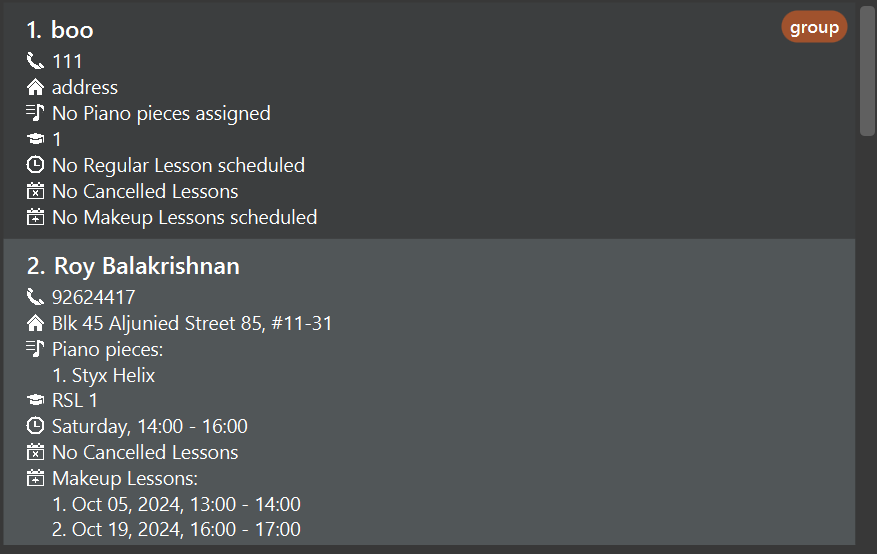 1. boo
group
111
address
No Piano pieces assigned
1
No Regular Lesson scheduled
No Cancelled Lessons
No Makeup Lessons scheduled
2. Roy Balakrishnan
92624417
Blk 45 Aljunied Street 85, #11-31
Piano pieces:
1. Styx Helix
RSL 1
Saturday, 14:00 - 16:00
No Cancelled Lessons
Makeup Lessons:
1. Oct 05, 2024, 13:00 - 14:00
2. Oct 19, 2024, 16:00 - 17:00